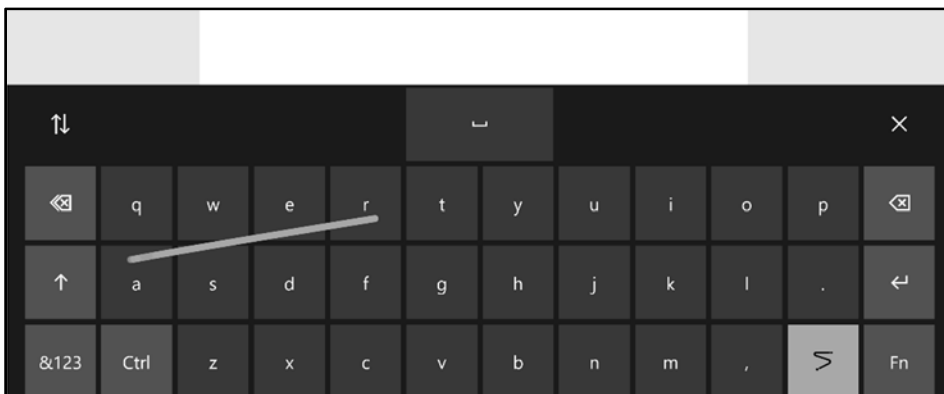 q w e r t y u i o p
a s d f g h j k l .
&123 Ctrl z x c v b n m , Fn